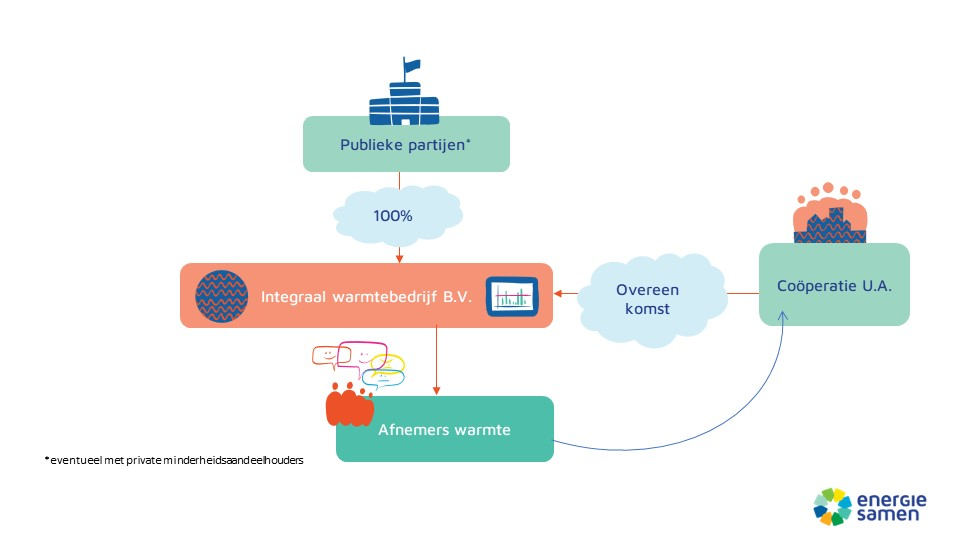 Publieke partijen*
100%
Integraal warmtebedrijf B.V.
Overeen
komst
Coöperatie U.A.
Afnemers warmte
*eventueel met private minderheidsaandeelhouders
energie
samen